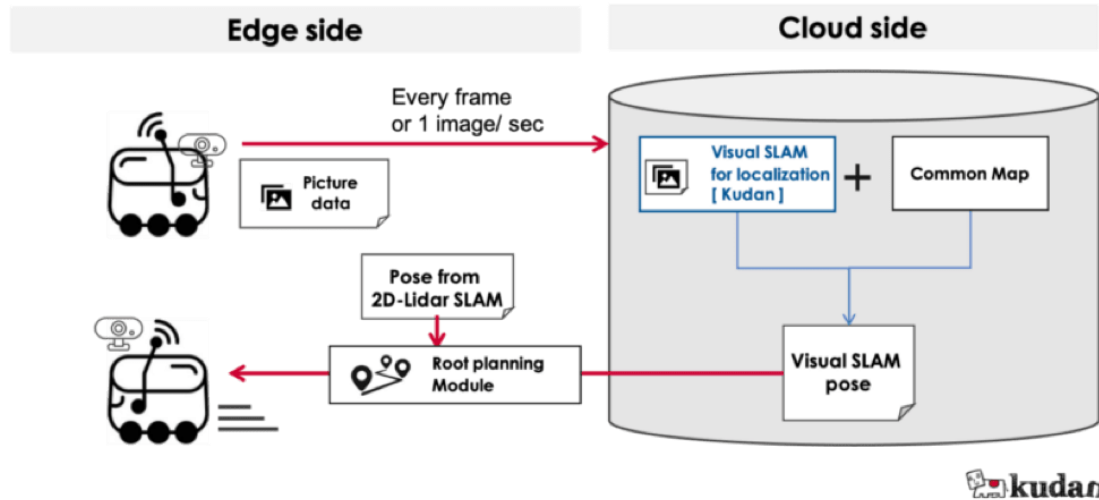 Edge side
Cloud side
Every frame
or 1 image/ sec
Picture
data
Visual SLAM
for localization
[ Kudan ]
+
Common Map
Pose from
2D-Lidar SLAM
Root planning
Module
Visual SLAM
pose
kudan